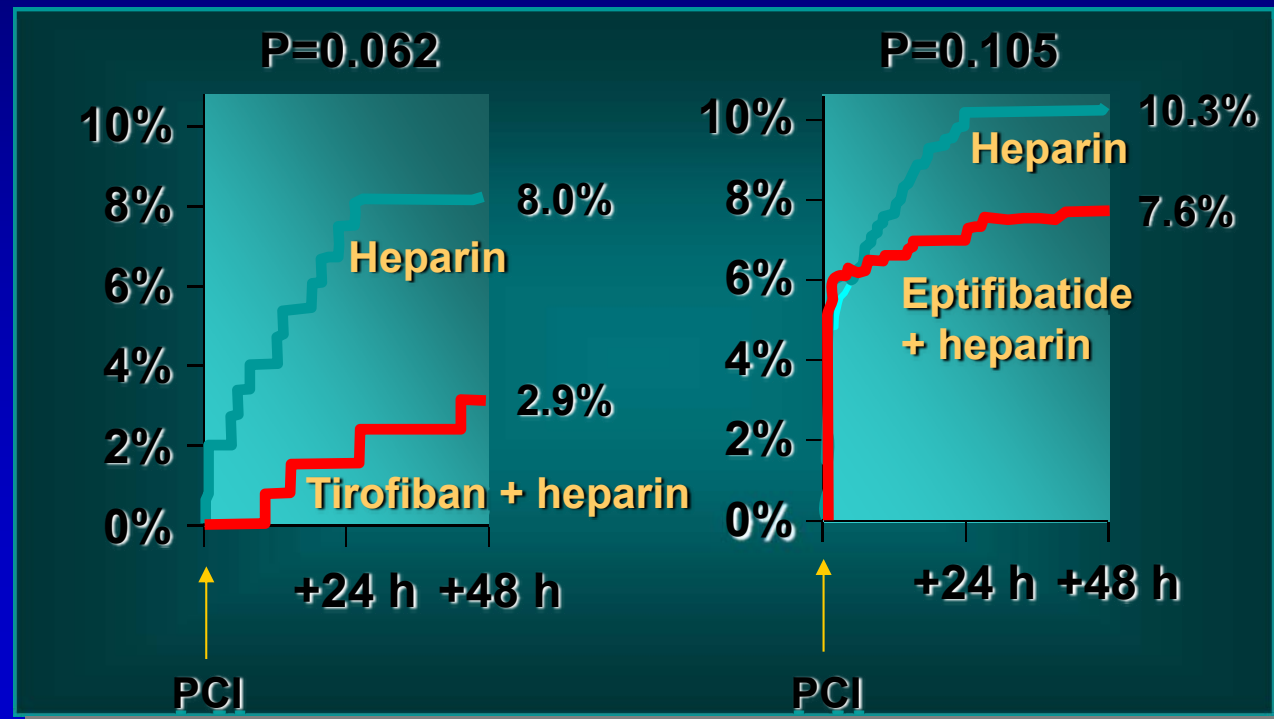 P=0.062
10%
8%
6%
4%
2%
0%
8.0%
Heparin
2.9%
Tirofiban + heparin
+24 h +48 h
PCI
P=0.105
10%
8%
6%
4%
2%
0%
10.3%
Heparin
7.6%
Eptifibatide
+ heparin
+24 h +48 h
PCI